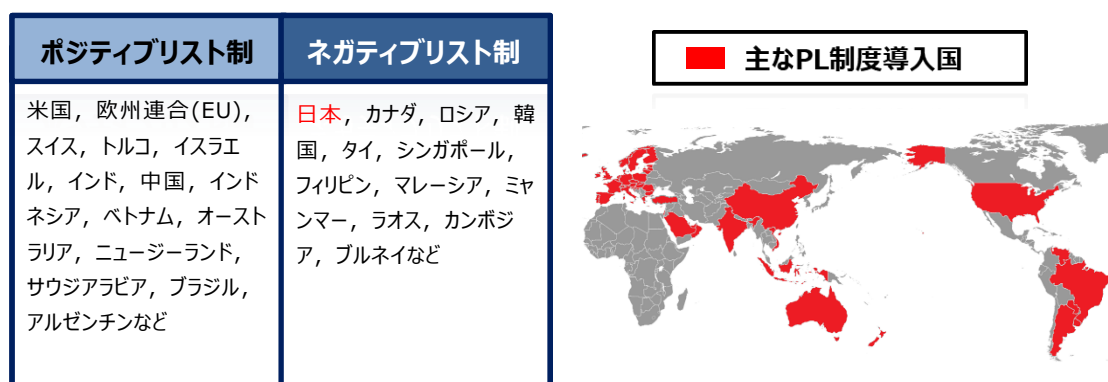 ポジティブリスト制
ネガティブリスト制
米国，欧州連合(EU)，
スイス，トルコ，イスラエ
ル，インド，中国，インド
ネシア，ベトナム，オースト
ラリア，ニュージーランド，
サウジアラビア，ブラジル，
アルゼンチンなど
日本，カナダ，ロシア，韓
国，タイ，シンガポール，
フィリピン，マレーシア，ミャ
ンマー，ラオス，カンボジ
ア，ブルネイなど
主なPL制度導入国